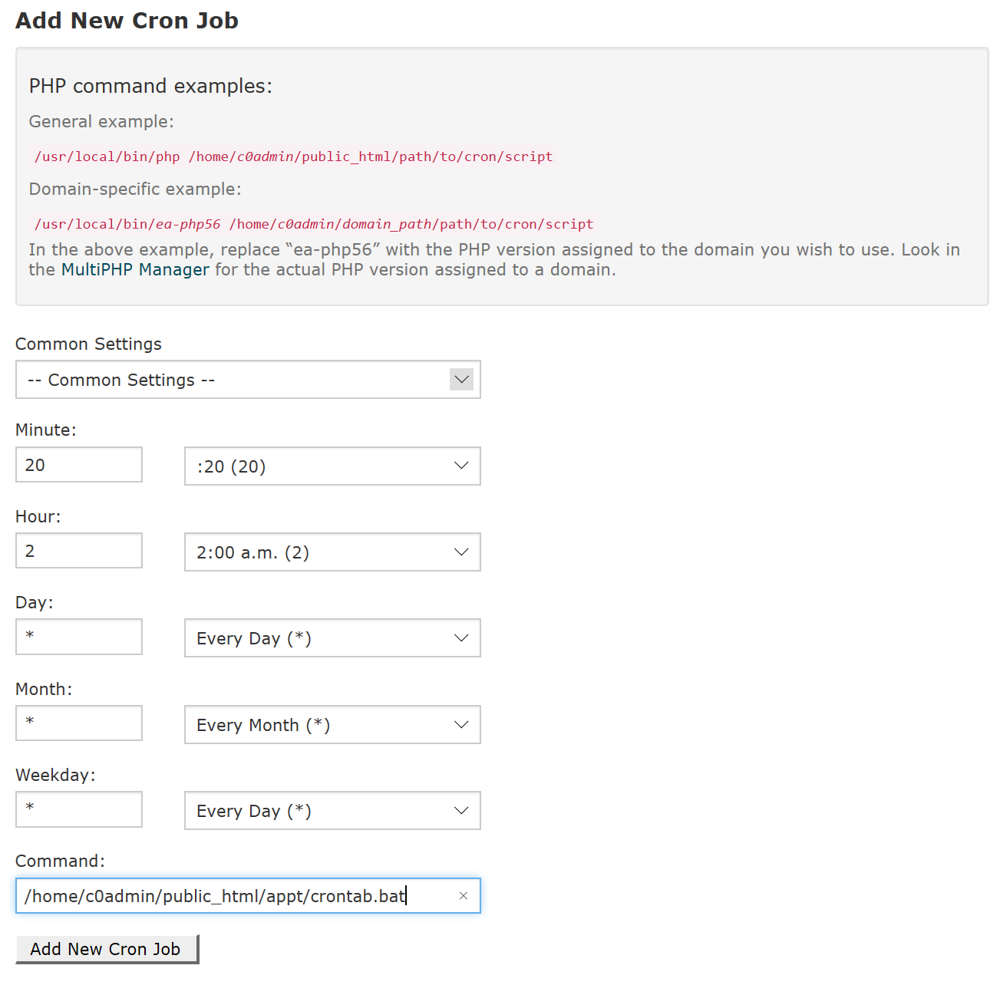 Add New Cron Job
PHP command examples:
General example:
/usr/local/bin/php /home/c0admin/public_html/path/to/cron/script
Domain-specific example:
/usr/local/bin/ea-php56 /home/c0admin/domain_path/path/to/cron/script
In the above example, replace “ea-php56” with the PHP version assigned to the domain you wish to use. Look in
the MultiPHP Manager for the actual PHP version assigned to a domain.
Common Settings
-- Common Settings --
Minute:
20 :20 (20)
Hour:
2 2:00 a.m. (2)
Day:
* Every Day (*)
Month:
* Every Month (*)
Weekday:
* Every Day (*)
Command:
/home/c0admin/public_html/appt/crontab.bat
Add New Cron Job